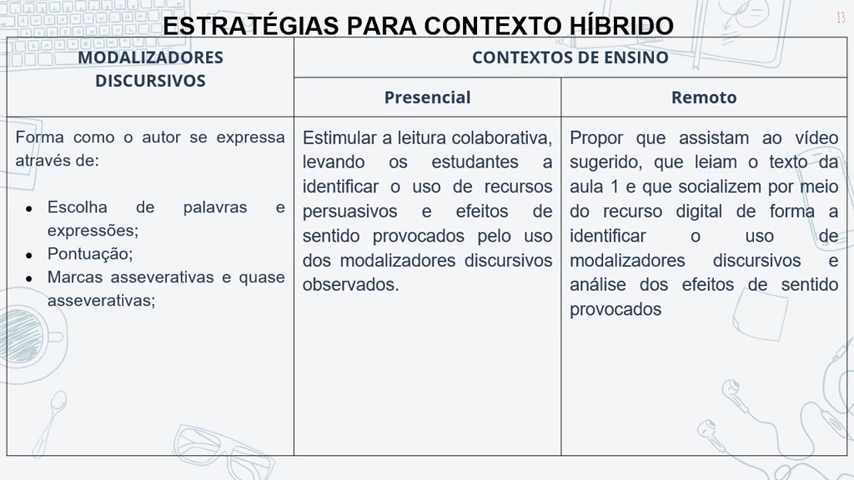 ESTRATÉGIAS PARA CONTEXTO HÍBRIDO
13
MODALIZADORES
DISCURSIVOS
CONTEXTOS DE ENSINO
Presencial
Remoto
Forma como o autor se expressa
através de:
• Escolha de palavras e
expressões;
• Pontuação;
• Marcas asseverativas e quase
asseverativas;
Estimular a leitura colaborativa,
levando os estudantes a
identificar o uso de recursos
persuasivos e efeitos de
sentido provocados pelo uso
dos modalizadores discursivos
observados.
Propor que assistam ao vídeo
sugerido, que leiam o texto da
aula 1 e que socializem por meio
do recurso digital de forma a
identificar o uso de
modalizadores discursivos e
análise dos efeitos de sentido
provocados